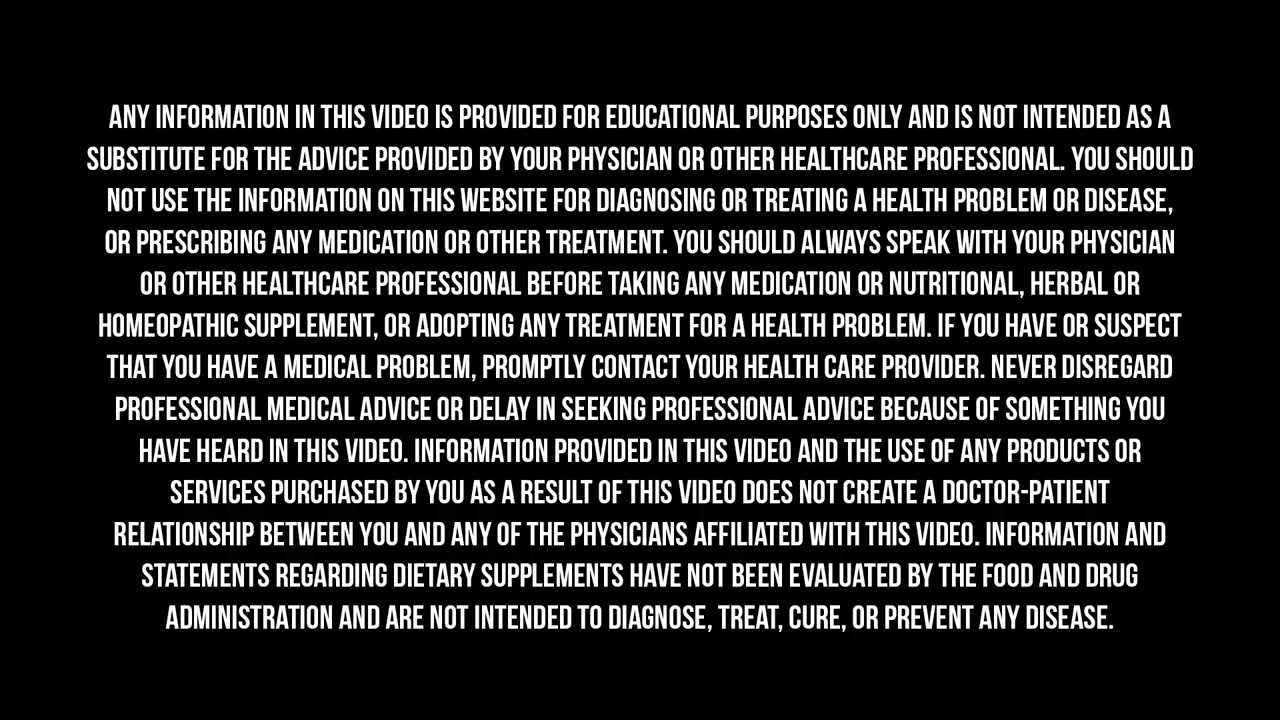 ANY INFORMATION IN THIS VIDEO IS PROVIDED FOR EDUCATIONAL PURPOSES ONLY AND IS NOT INTENDED AS A
SUBSTITUTE FOR THE ADVICE PROVIDED BY YOUR PHYSICIAN OR OTHER HEALTHCARE PROFESSIONAL. YOU SHOULD
NOT USE THE INFORMATION ON THIS WEBSITE FOR DIAGNOSING OR TREATING A HEALTH PROBLEM OR DISEASE,
OR PRESCRIBING ANY MEDICATION OR OTHER TREATMENT. YOU SHOULD ALWAYS SPEAK WITH YOUR PHYSICIAN
OR OTHER HEALTHCARE PROFESSIONAL BEFORE TAKING ANY MEDICATION OR NUTRITIONAL, HERBAL OR
HOMEOPATHIC SUPPLEMENT, OR ADOPTING ANY TREATMENT FOR A HEALTH PROBLEM. IF YOU HAVE OR SUSPECT
THAT YOU HAVE A MEDICAL PROBLEM, PROMPTLY CONTACT YOUR HEALTH CARE PROVIDER. NEVER DISREGARD
PROFESSIONAL MEDICAL ADVICE OR DELAY IN SEEKING PROFESSIONAL ADVICE BECAUSE OF SOMETHING YOU
HAVE HEARD IN THIS VIDEO. INFORMATION PROVIDED IN THIS VIDEO AND THE USE OF ANY PRODUCTS OR
SERVICES PURCHASED BY YOU AS A RESULT OF THIS VIDEO DOES NOT CREATE A DOCTOR-PATIENT
RELATIONSHIP BETWEEN YOU AND ANY OF THE PHYSICIANS AFFILIATED WITH THIS VIDEO. INFORMATION AND
STATEMENTS REGARDING DIETARY SUPPLEMENTS HAVE NOT BEEN EVALUATED BY THE FOOD AND DRUG
ADMINISTRATION AND ARE NOT INTENDED TO DIAGNOSE, TREAT, CURE, OR PREVENT ANY DISEASE.